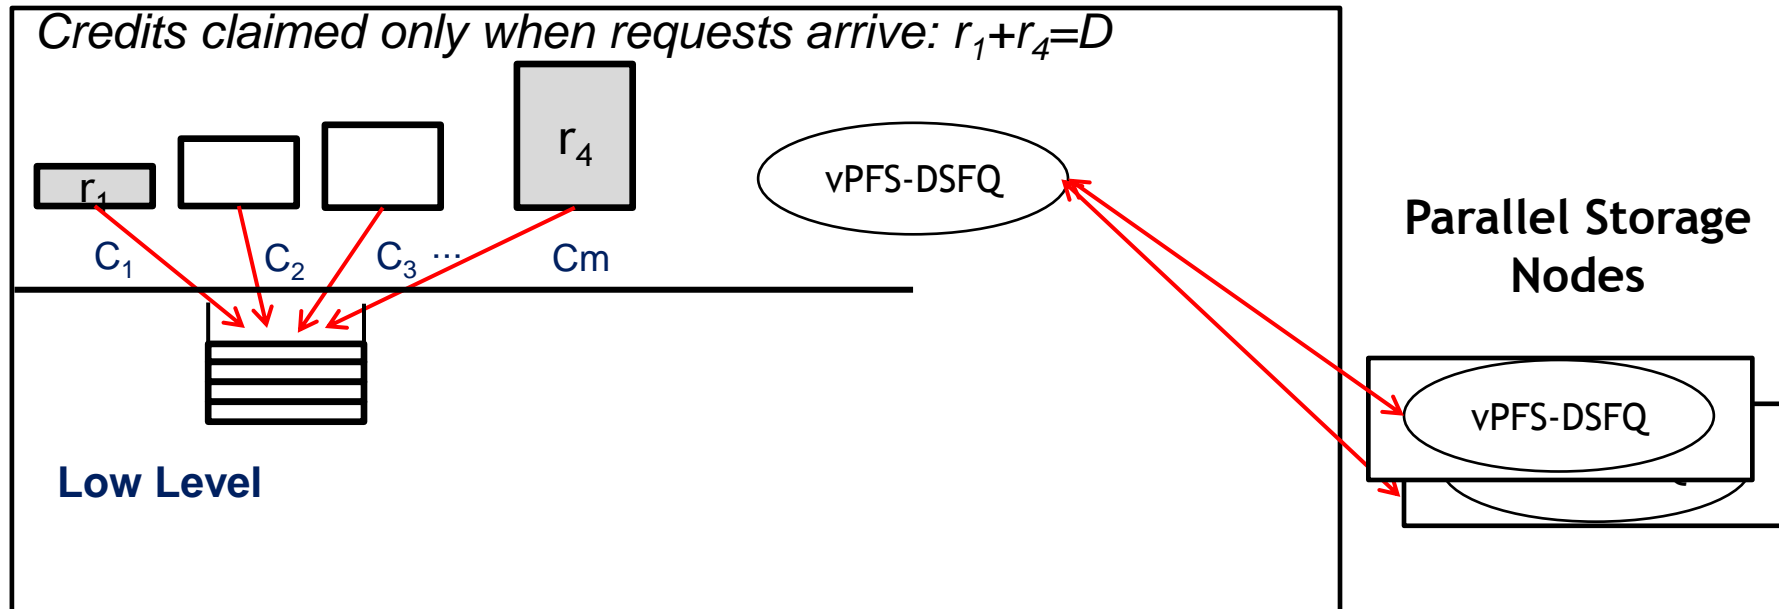 Credits claimed only when requests arrive: r₁+r₄=D
r₁
r₄
vPFS-DSFQ
C₁
C₂
C₃ ...
Cm
Parallel Storage
Nodes
vPFS-DSFQ
Low Level